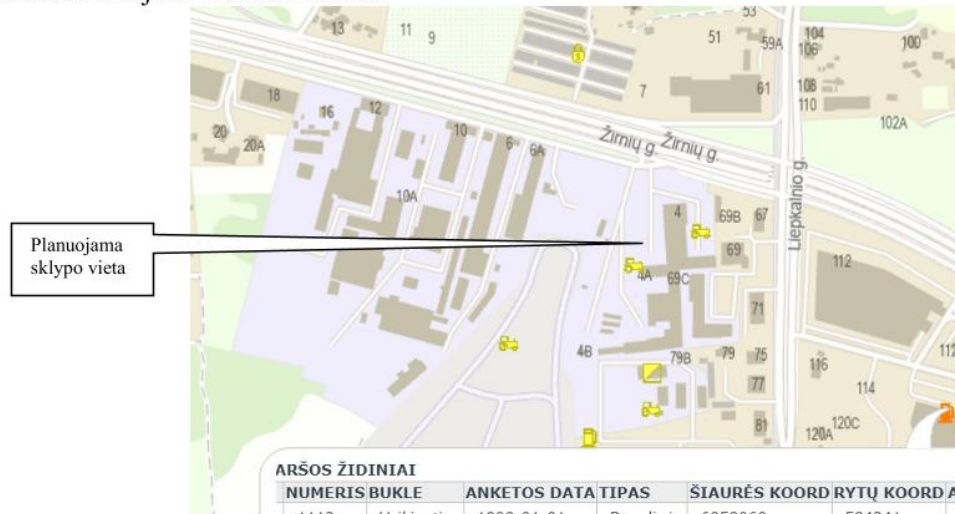 13
11
9
53
51
59A
104
106
100
7
61
108
110
102A
18
16
12
10
6
6A
20
20A
Žirnių g.
Žirnių g.
Liepkalnio g.
10A
4
69B
67
69
112
Planuojama
sklypo vieta
4A
69C
71
4B
79B
79
75
77
81
116
114
112
120A
120C
ARŠOS ŽIDINIAI
NUMERIS BUKLE ANKETOS DATA TIPAS ŠIAURĖS KOORD RYTŲ KOORD A